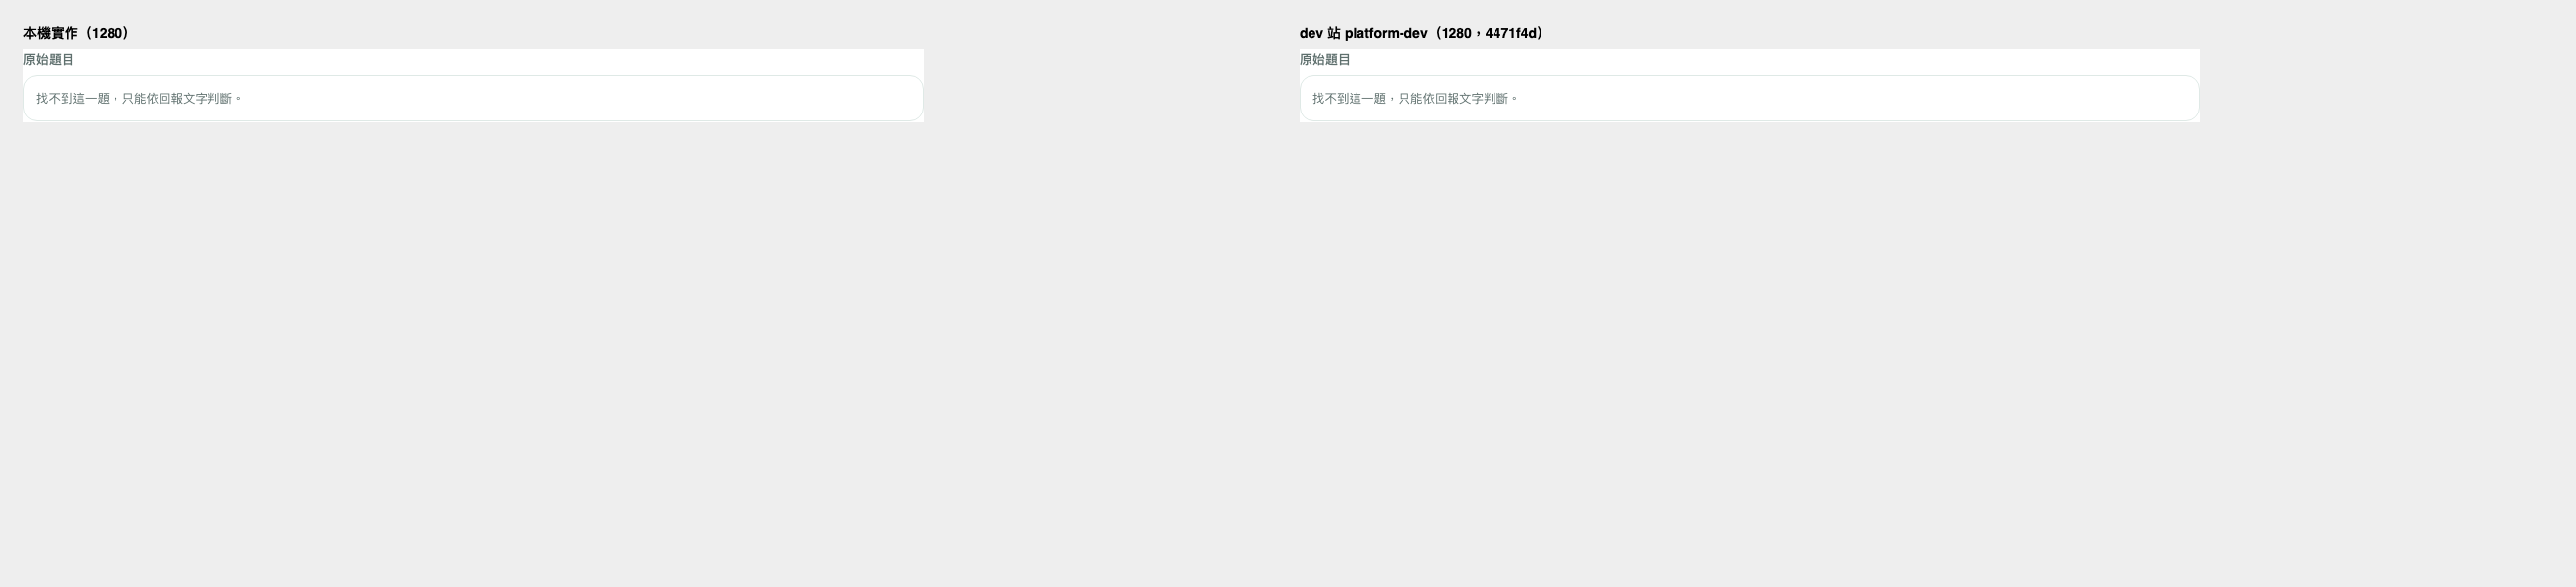 本機實作（1280）
原始題目
找不到這一題，只能依回報文字判斷。
dev 站 platform-dev（1280，4471f4d）
原始題目
找不到這一題，只能依回報文字判斷。